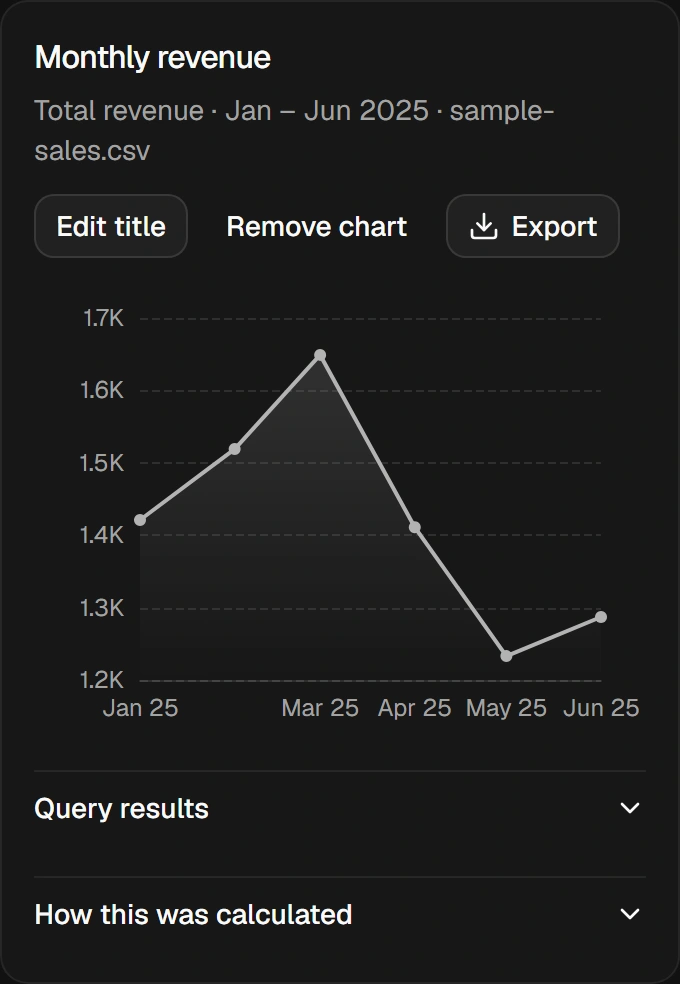 Monthly revenue
Total revenue · Jan – Jun 2025 · sample-
sales.csv
Edit title
Remove chart
Export
1.7K
1.6K
1.5K
1.4K
1.3K
1.2K
Jan 25 Mar 25 Apr 25 May 25 Jun 25
Query results
How this was calculated